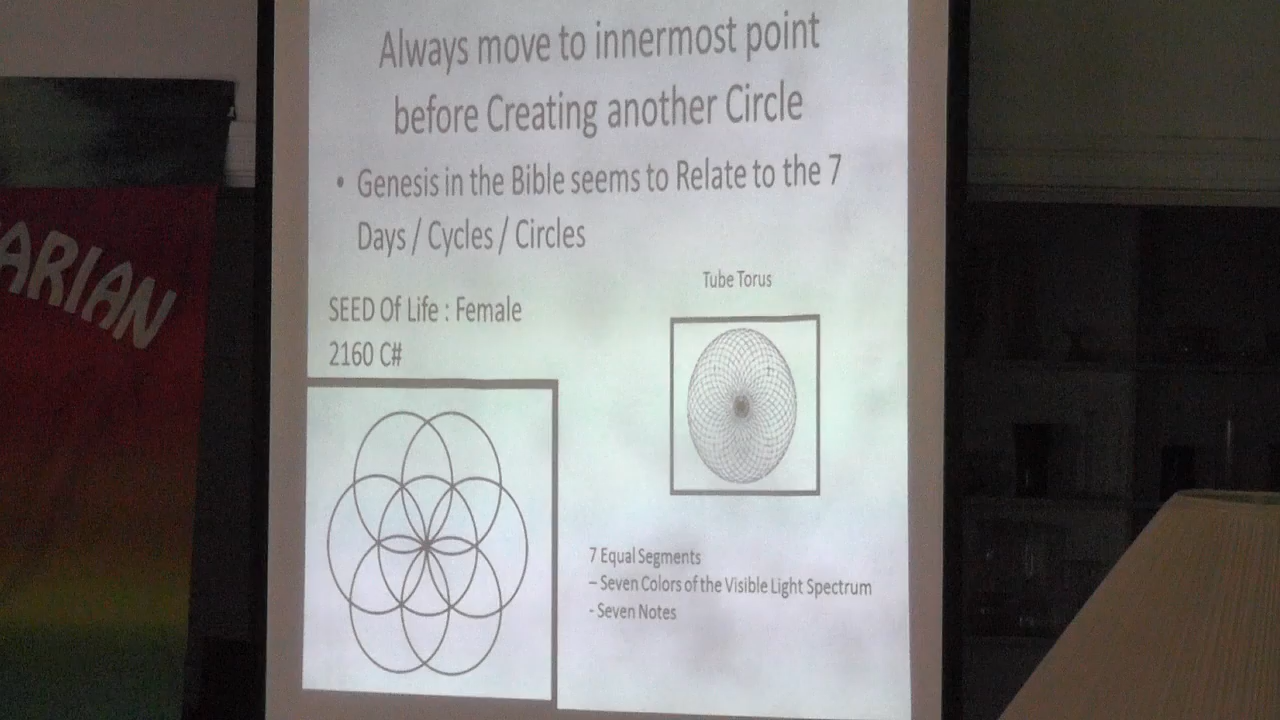 ARIAN
Always move to innermost point
before Creating another Circle
• Genesis in the Bible seems to Relate to the 7
Days / Cycles / Circles
Tube Torus
SEED Of Life : Female
2160 C#
7 Equal Segments
– Seven Colors of the Visible Light Spectrum
- Seven Notes